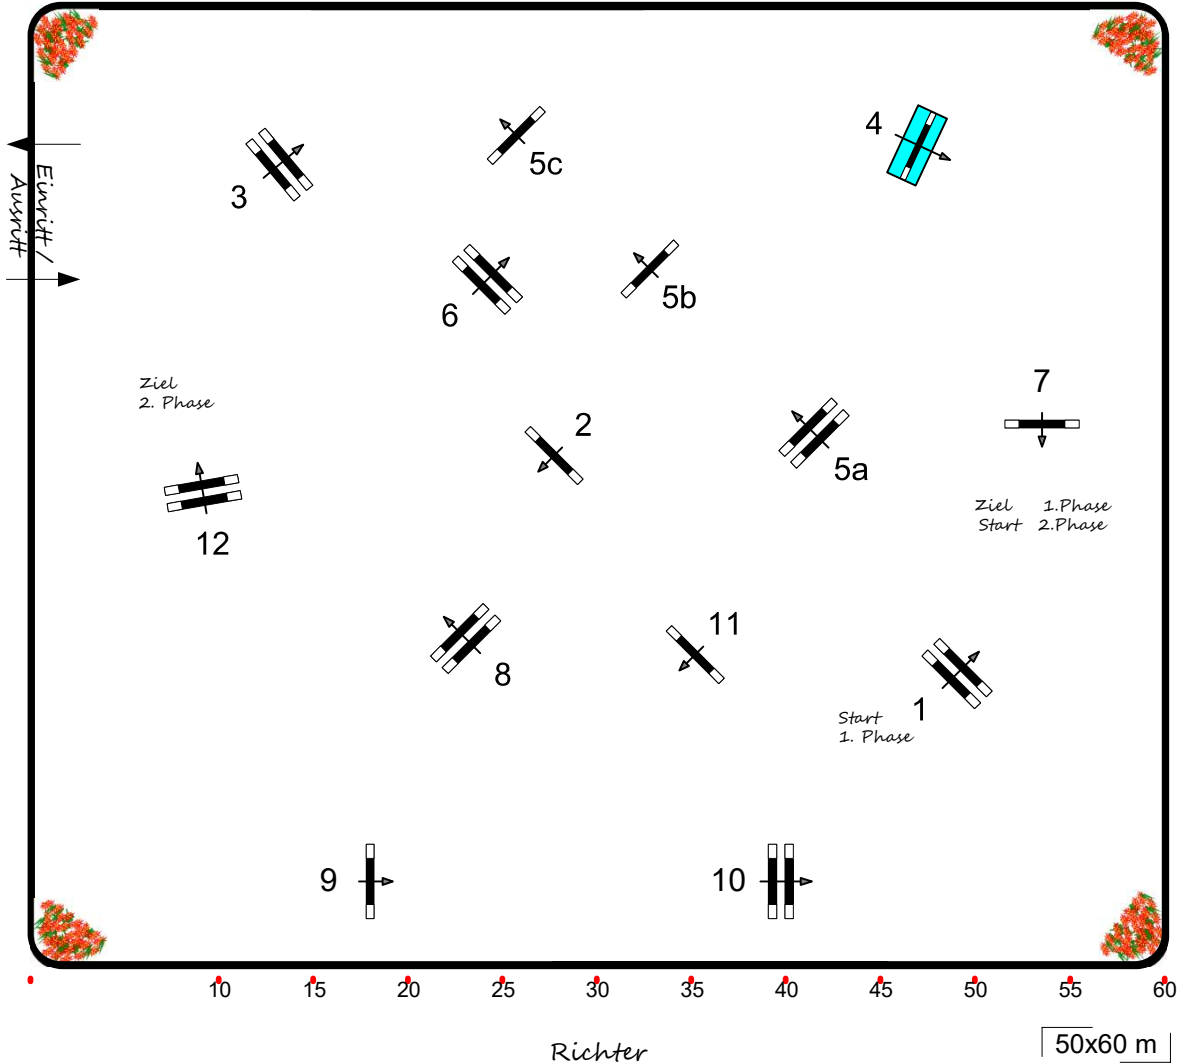 4
5c
3
Einritt /
Ausritt
5b
6
7
Ziel
2. Phase
2
5a
Ziel 1.Phase
Start 2.Phase
12
11
8
1
Start
1. Phase
9
10
10 15 20 25 30 35 40 45 50 55 60
Richter
50x60 m